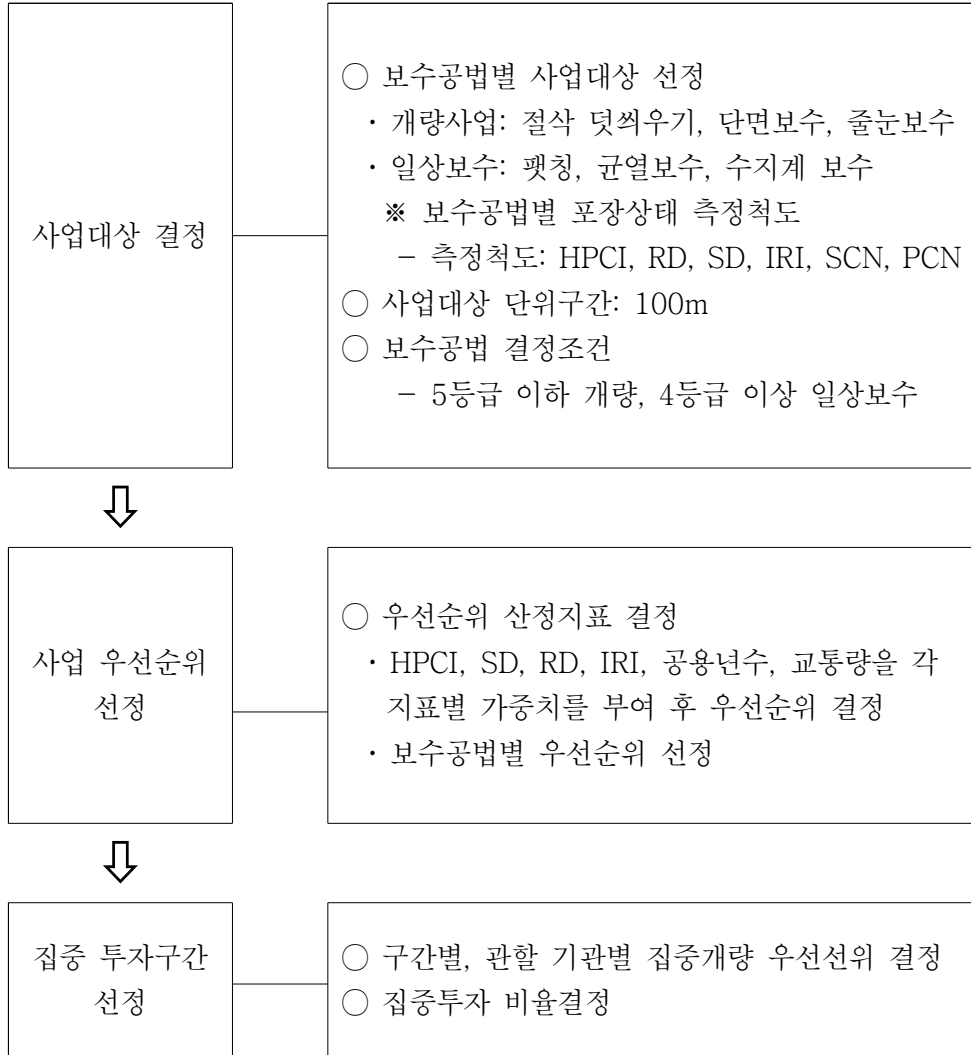 사업대상 결정
○ 보수공법별 사업대상 선정
· 개량사업: 절삭 덧씌우기, 단면보수, 줄눈보수
· 일상보수: 팻칭, 균열보수, 수지계 보수
※ 보수공법별 포장상태 측정척도
- 측정척도: HPCI, RD, SD, IRI, SCN, PCN
○ 사업대상 단위구간: 100m
○ 보수공법 결정조건
- 5등급 이하 개량, 4등급 이상 일상보수
사업 우선순위
선정
○ 우선순위 산정지표 결정
· HPCI, SD, RD, IRI, 공용년수, 교통량을 각
지표별 가중치를 부여 후 우선순위 결정
· 보수공법별 우선순위 선정
집중 투자구간
선정
○ 구간별, 관할 기관별 집중개량 우선선위 결정
○ 집중투자 비율결정